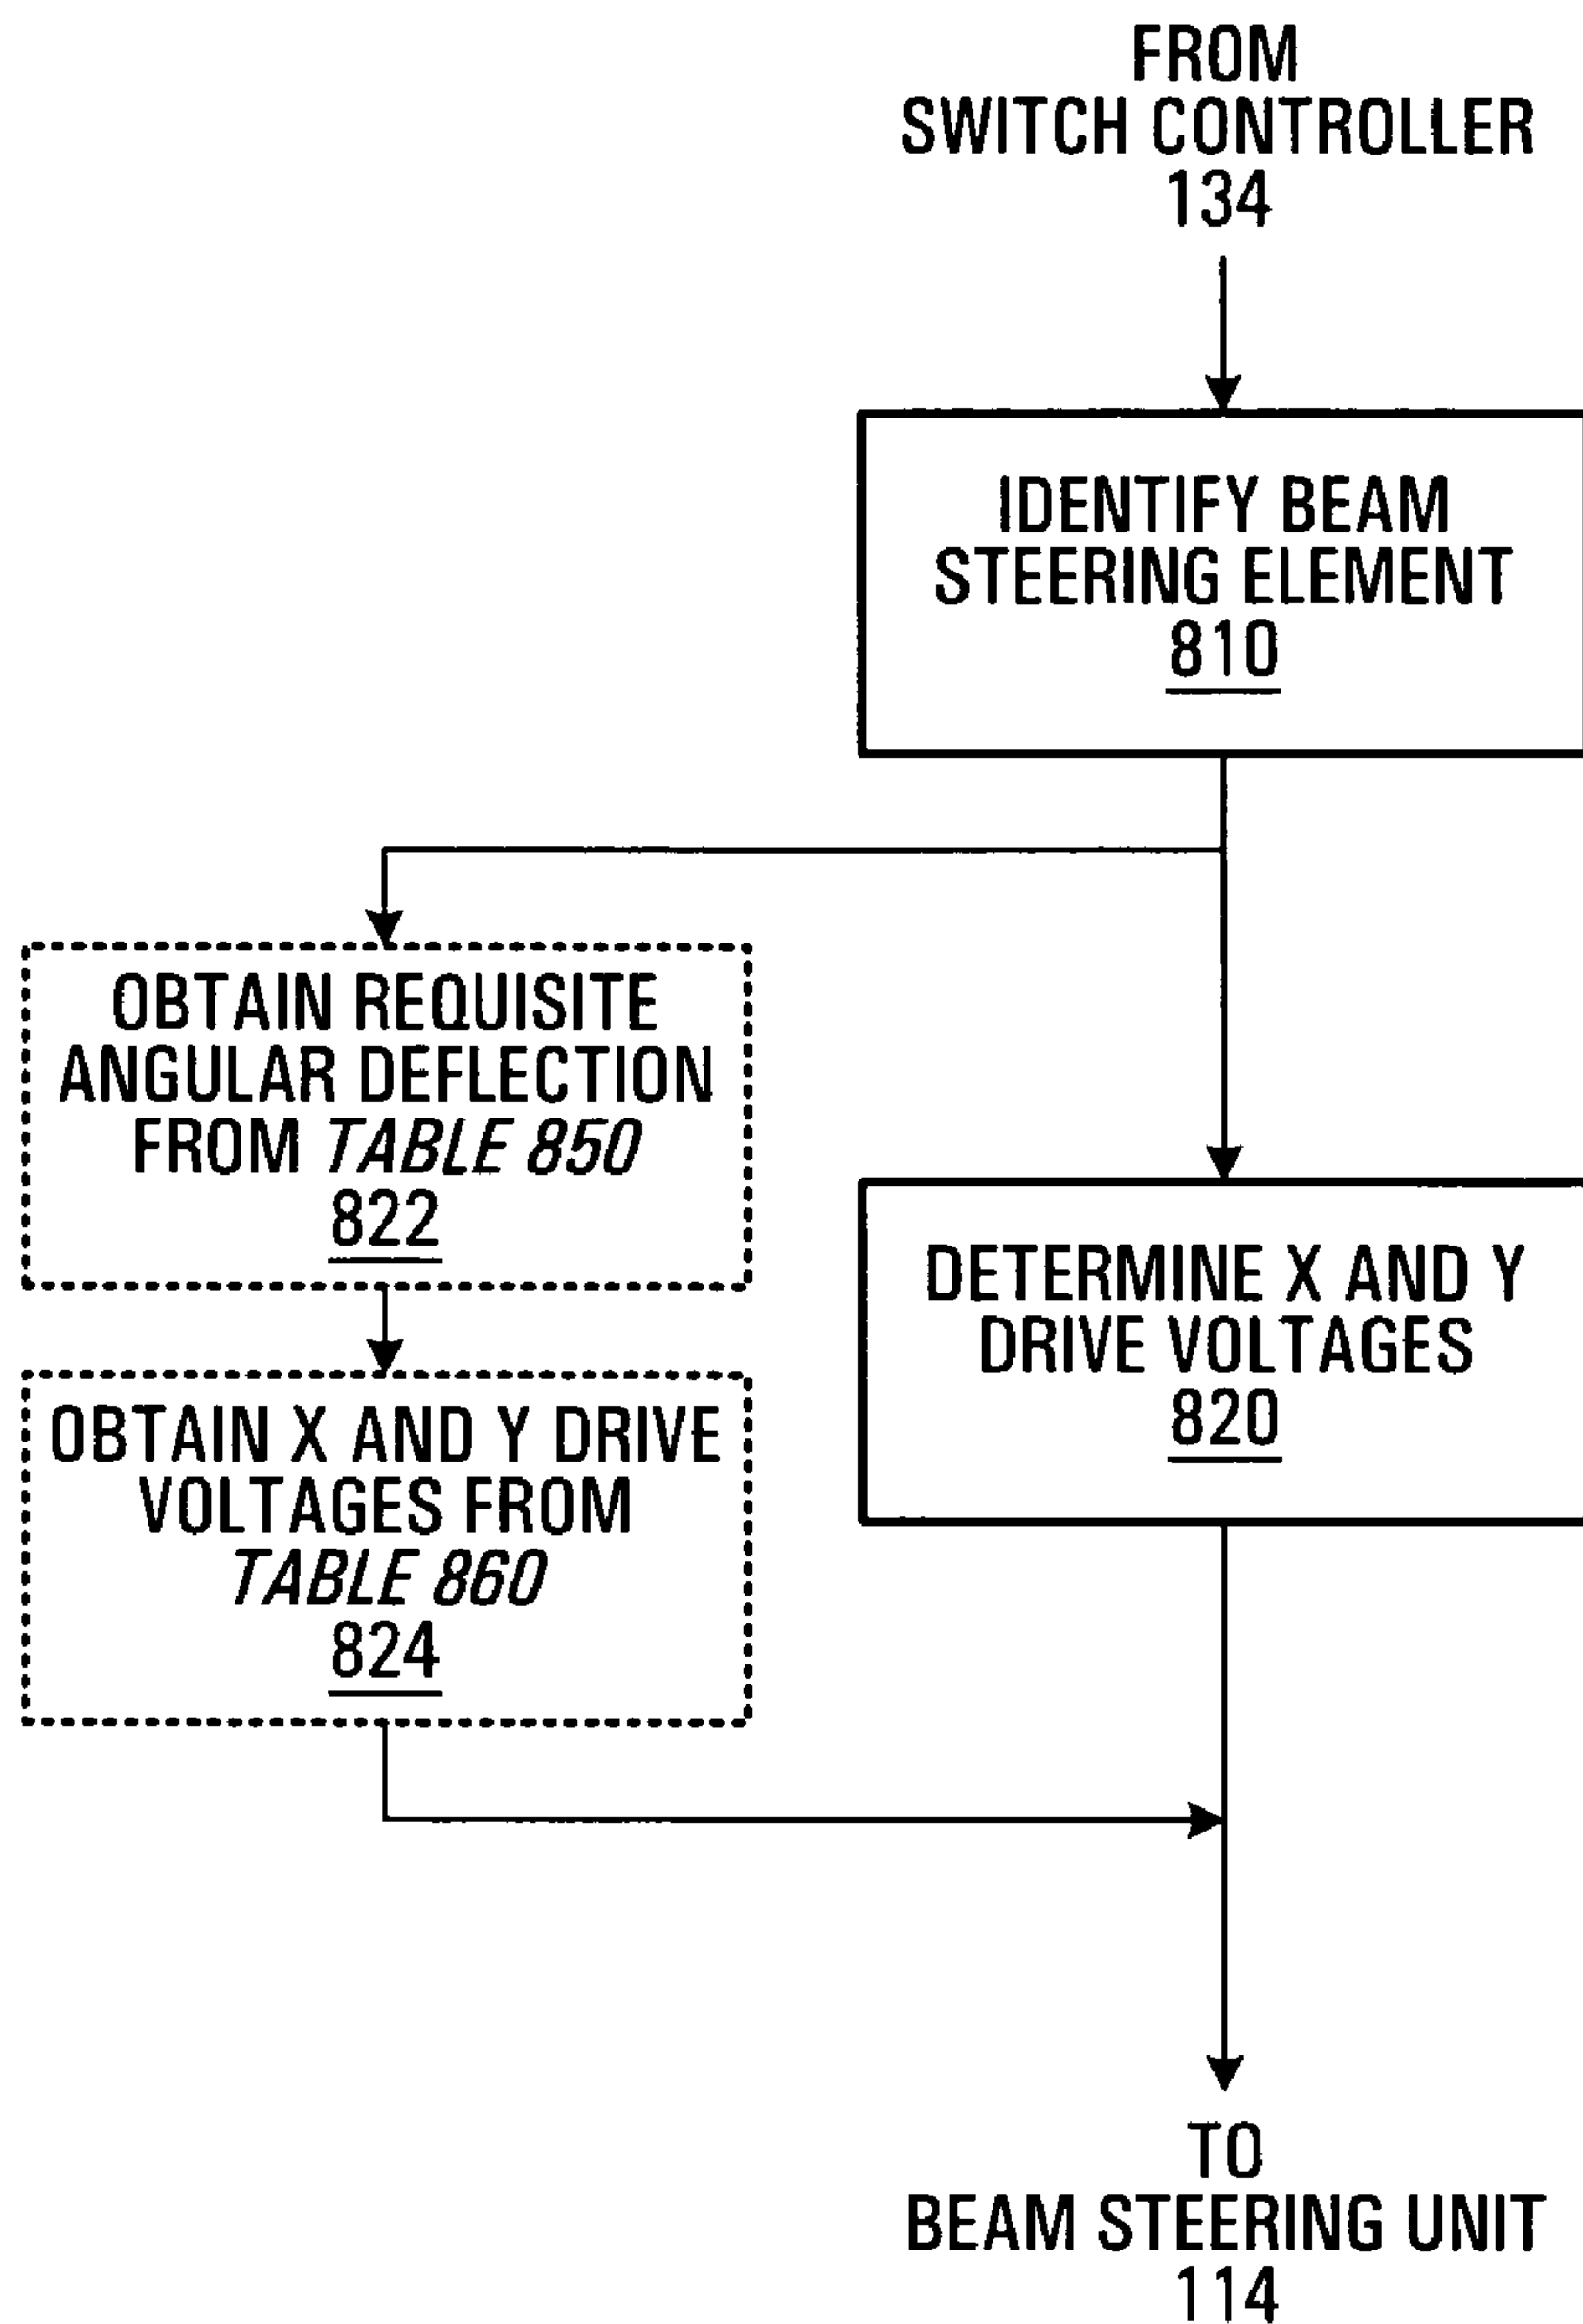 FROM
SWITCH CONTROLLER
134
IDENTIFY BEAM
STEERING ELEMENT
810
OBTAIN REQUISITE
ANGULAR DEFLECTION
FROM TABLE 850
822
DETERMINE X AND Y
DRIVE VOLTAGES
820
OBTAIN X AND Y DRIVE
VOLTAGES FROM
TABLE 860
824
TO
BEAM STEERING UNIT
114